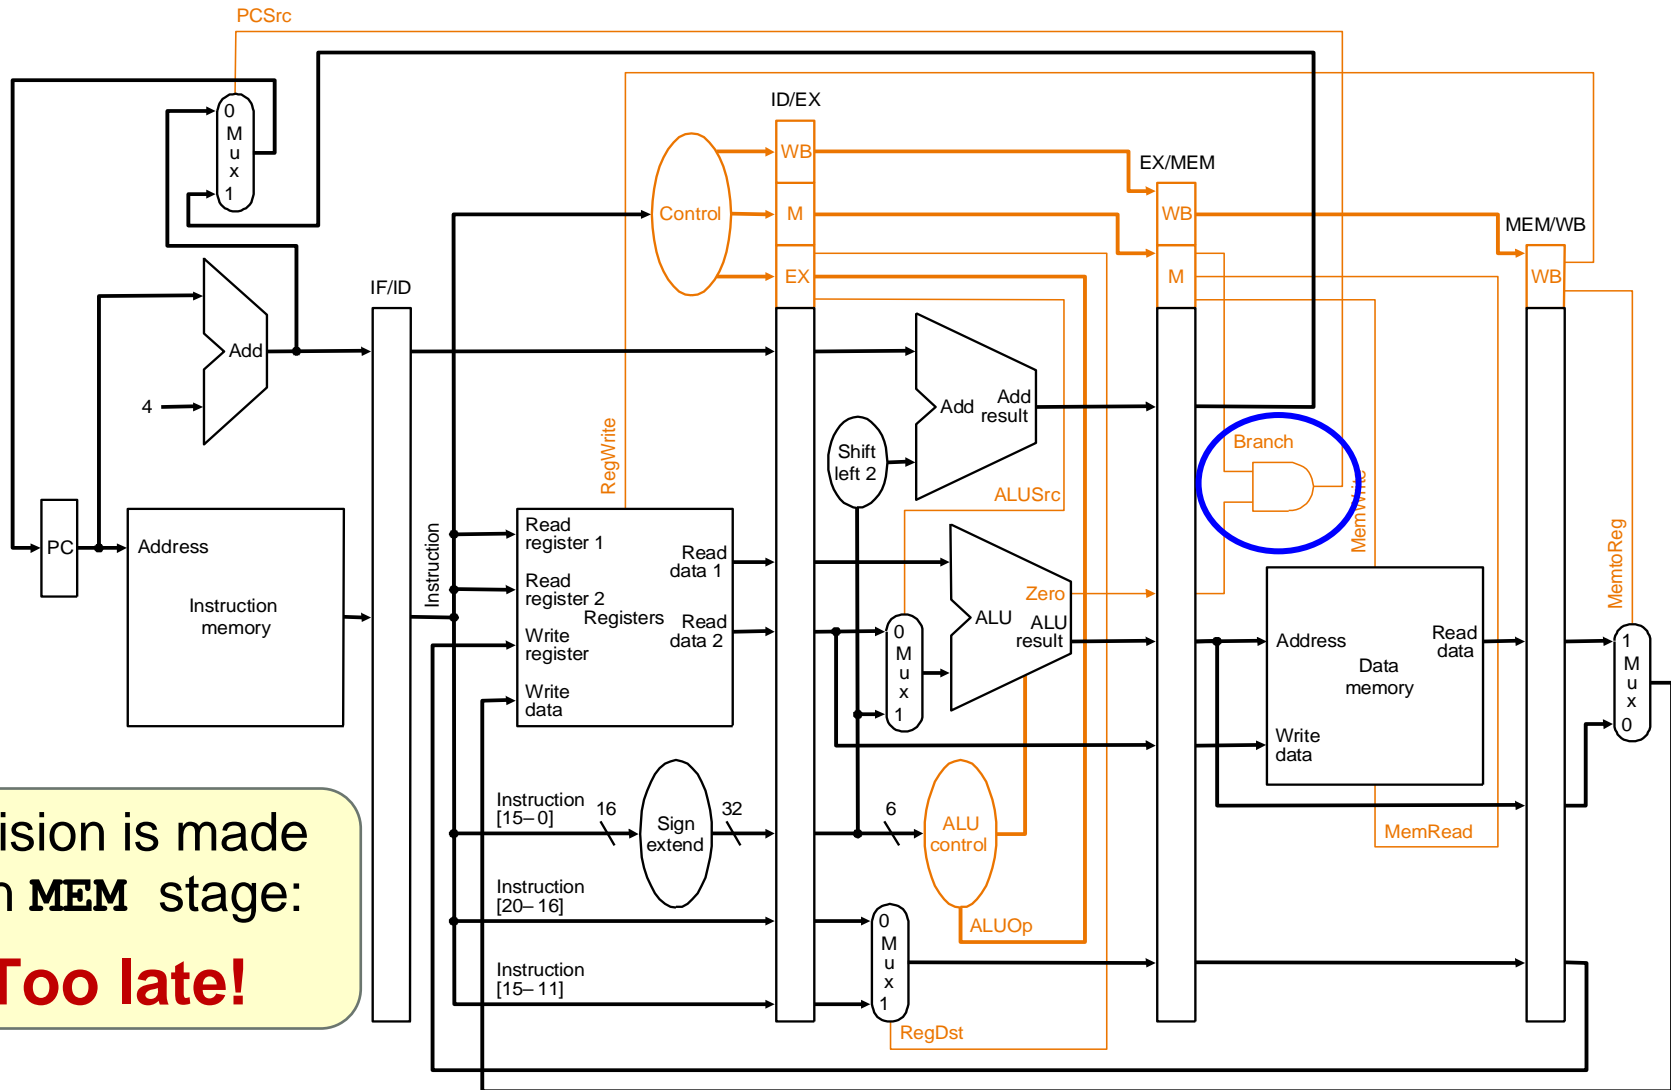 PCSrc
ID/EX
0
M
u
x
1
WB
EX/MEM
Control
M
WB
MEM/WB
EX
M
WB
IF/ID
Add
4
Add
Add
result
Shift
left 2
Branch
RegWrite
ALUSrc
MemWrite
MemtoReg
PC
Address
Instruction
memory
Instruction
Read
register 1
Read
register 2
Registers
Write
register
Write
data
Read
data 1
Read
data 2
0
M
u
x
1
Zero
ALU
ALU
result
Address
Data
memory
Read
data
Write
data
1
M
u
x
0
Instruction
[15–0]
16
Sign
extend
32
6
ALU
control
MemRead
Instruction
[20–16]
Instruction
[15–11]
0
M
u
x
1
ALUOp
RegDst
ision is made
MEM stage:
Too late!